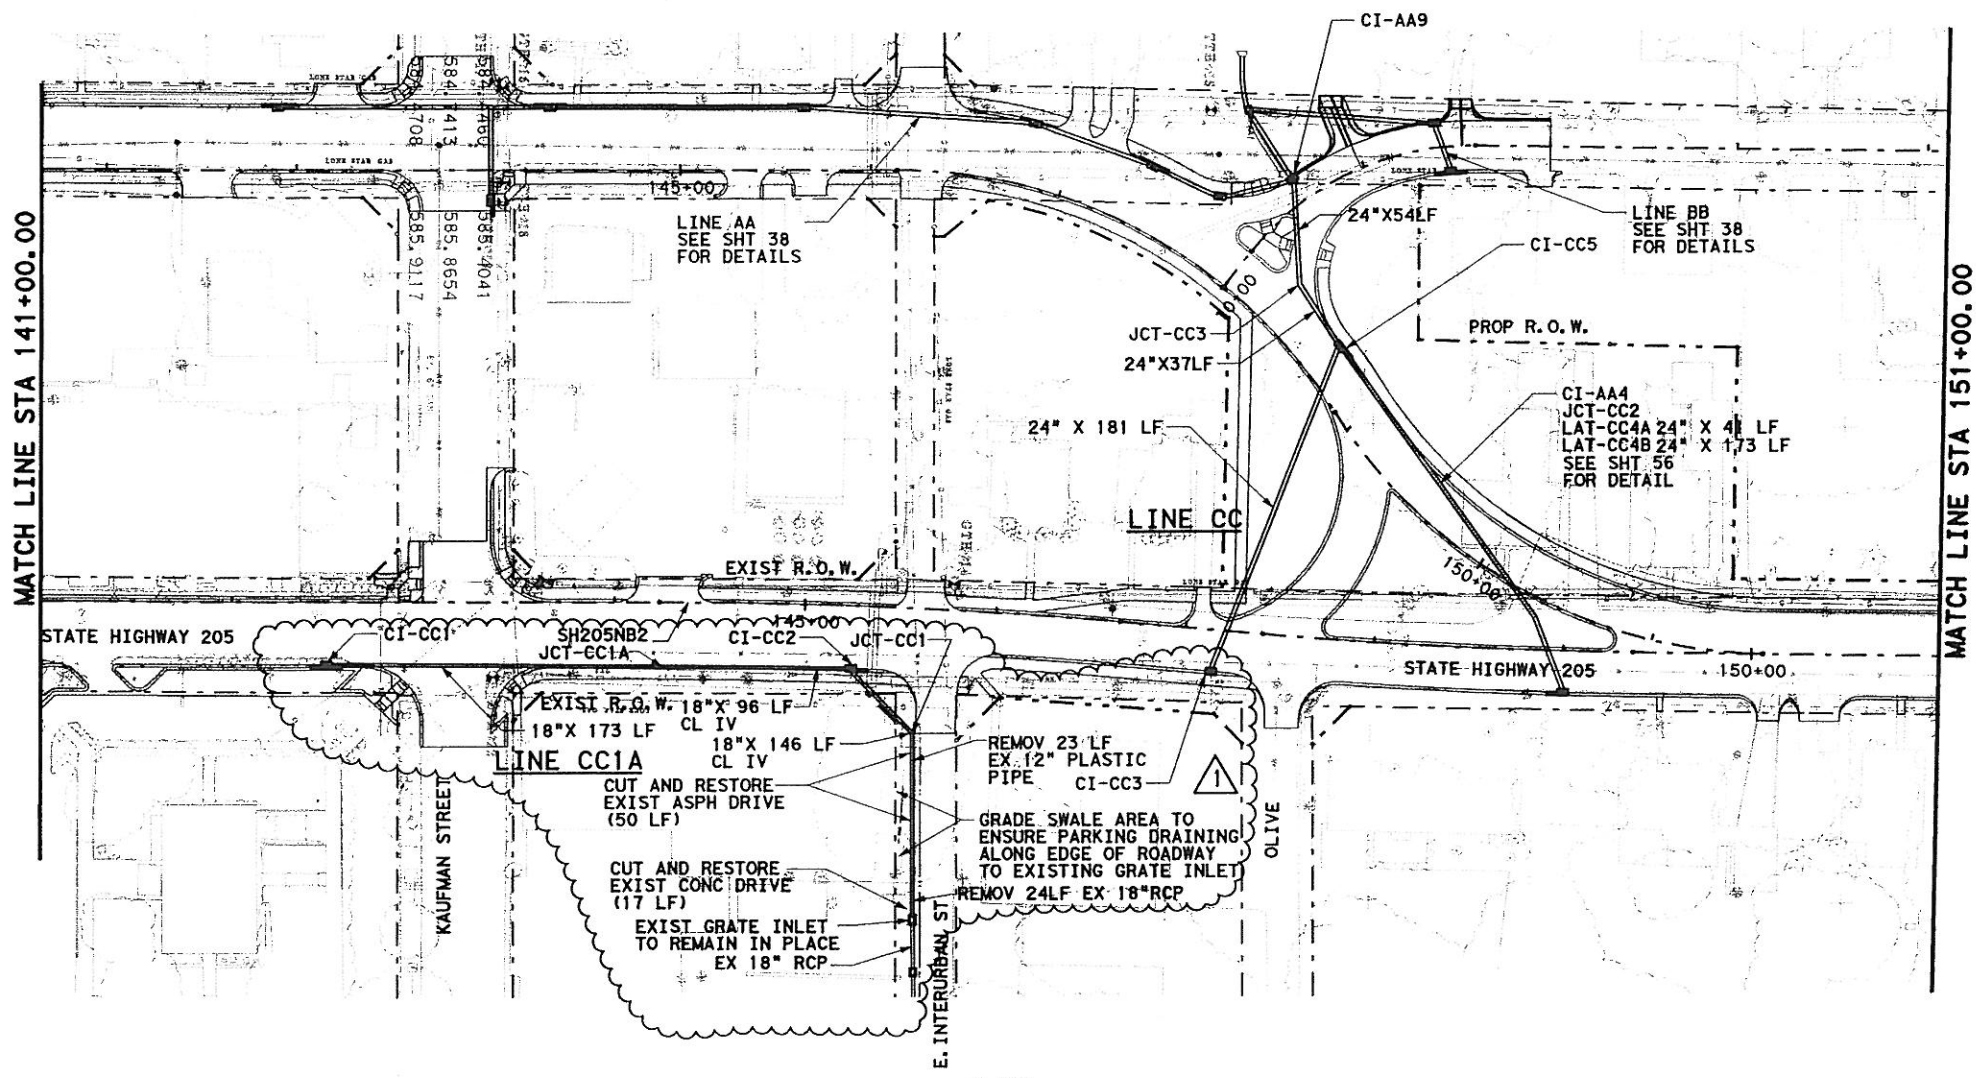 CI-AA9
LONE STAR GAS
584.4708
584.7413
LONE STAR GAS
145+00
585.9117
585.8654
585.4041
LINE AA
SEE SHT 38
FOR DETAILS
24"X54LF
LINE BB
SEE SHT 38
FOR DETAILS
CI-CC5
MATCH LINE STA 141+00.00
MATCH LINE STA 151+00.00
JCT-CC3
24"X37LF
PROP R.O.W.
24" X 181 LF
CI-AA4
JCT-CC2
LAT-CC4A 24" X 41 LF
LAT-CC4B 24" X 173 LF
SEE SHT 56
FOR DETAIL
LINE CC
EXIST R.O.W.
150+00
145+00
STATE HIGHWAY 205
CI-CC1
SH205NB2
JCT-CC1A
CI-CC2
JCT-CC1
STATE HIGHWAY 205
150+00
EXIST R.O.W.
18"X 96 LF
CL IV
18"X 173 LF
18"X 146 LF
CL IV
LINE CC1A
REMOV 23 LF
EX 12" PLASTIC
PIPE
CI-CC3
1
CUT AND RESTORE
EXIST ASPH DRIVE
(50 LF)
GRADE SWALE AREA TO
ENSURE PARKING DRAINING
ALONG EDGE OF ROADWAY
TO EXISTING GRATE INLET
KAUFMAN STREET
OLIVE
CUT AND RESTORE
EXIST CONC DRIVE
(17 LF)
REMOV 24LF EX 18"RCP
EXIST GRATE INLET
TO REMAIN IN PLACE
EX 18" RCP
E. INTERURBAN ST